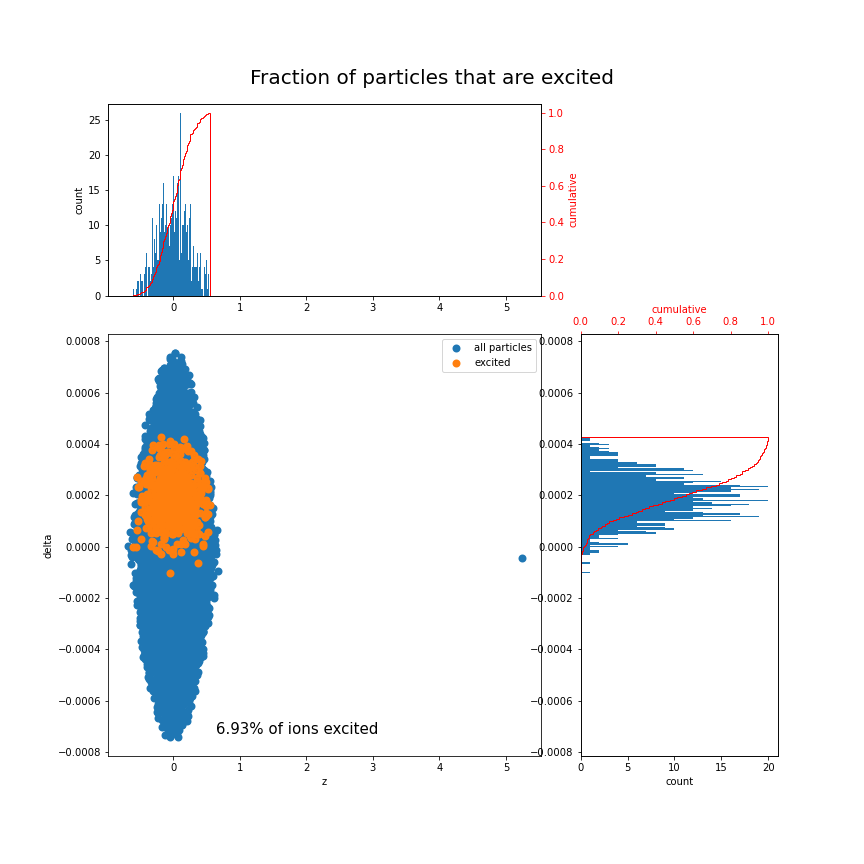 Fraction of particles that are excited
25
20
15
10
5
0
count
1.0
0.8
0.6
0.4
0.2
0.0
cumulative
0 1 2 3 4 5
cumulative
0.0 0.2 0.4 0.6 0.8 1.0
0.0008
0.0006
0.0004
0.0002
0.0000
−0.0002
−0.0004
−0.0006
−0.0008
delta
all particles
excited
6.93% of ions excited
0 1 2 3 4 5
z
0.0008
0.0006
0.0004
0.0002
0.0000
−0.0002
−0.0004
−0.0006
−0.0008
0 5 10 15 20
count